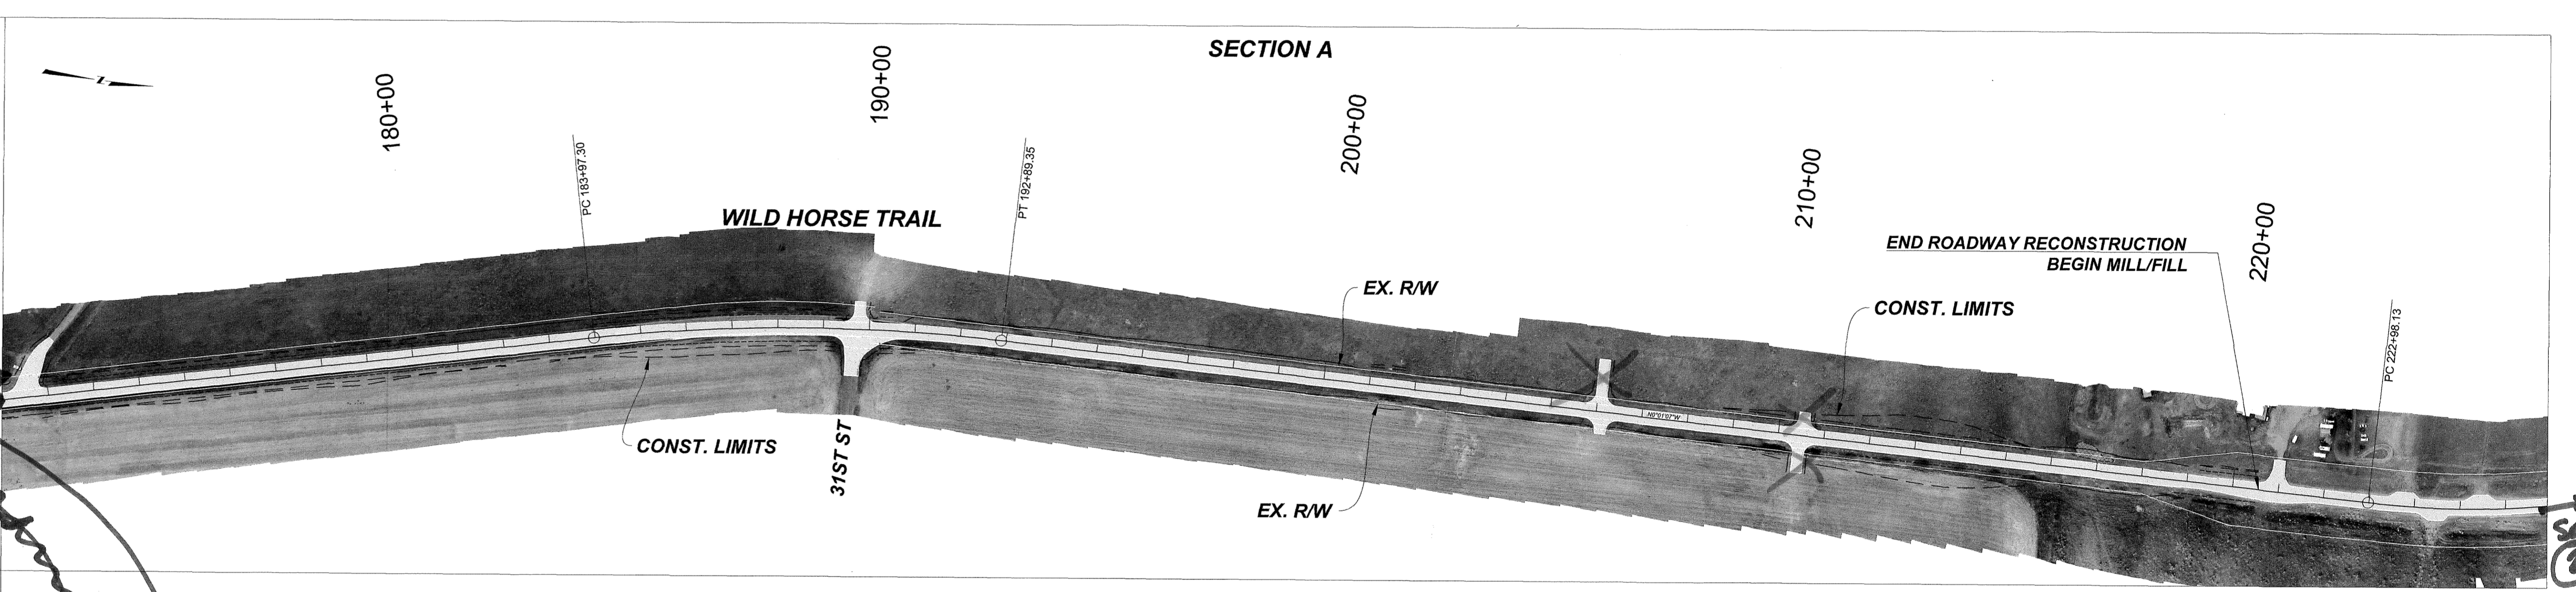 SECTION A
Z
180+00
190+00
200+00
210+00
220+00
PC 183+97.30
PT 192+89.35
PC 222+98.13
WILD HORSE TRAIL
END ROADWAY RECONSTRUCTION
BEGIN MILL/FILL
EX. R/W
CONST. LIMITS
N0°01'07"W
CONST. LIMITS
31ST ST
EX. R/W